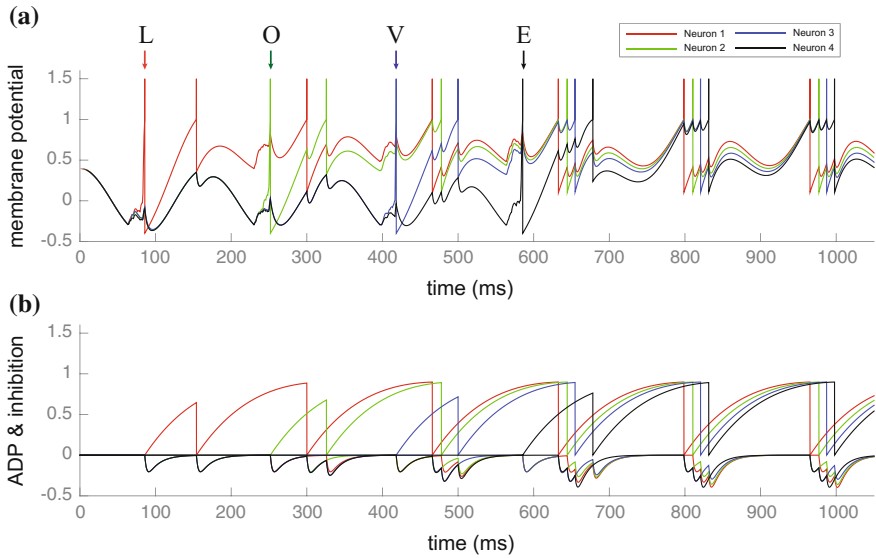 (a)
L O V E
Neuron 1 Neuron 3
Neuron 2 Neuron 4
membrane potential
1.5
1
0.5
0
-0.5
0 100 200 300 400 500 600 700 800 900 1000
time (ms)
(b)
ADP & inhibition
1.5
1
0.5
0
-0.5
0 100 200 300 400 500 600 700 800 900 1000
time (ms)